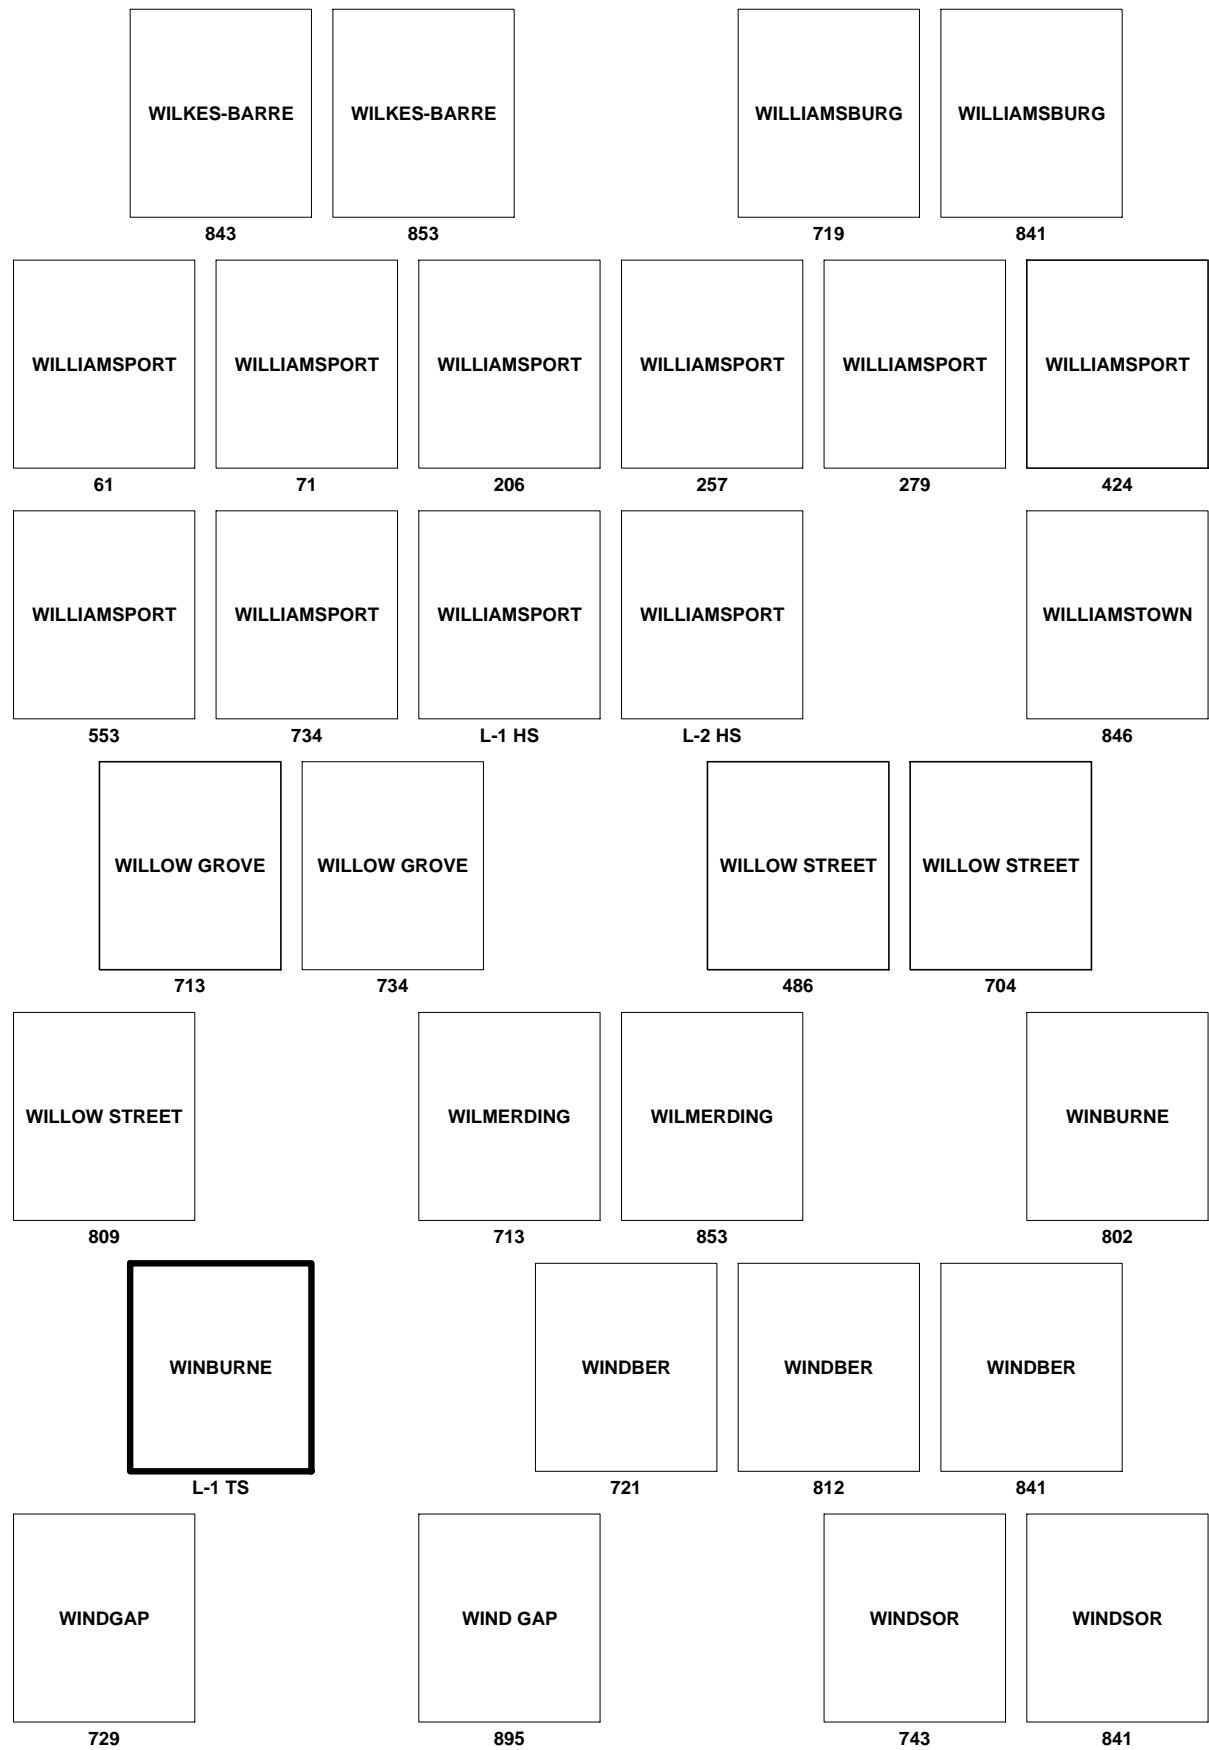 WILKES-BARRE WILKES-BARRE WILLIAMSBURG WILLIAMSBURG
843 853 719 841
WILLIAMSPORT WILLIAMSPORT WILLIAMSPORT WILLIAMSPORT WILLIAMSPORT WILLIAMSPORT
61 71 206 257 279 424
WILLIAMSPORT WILLIAMSPORT WILLIAMSPORT WILLIAMSPORT WILLIAMSTOWN
553 734 L-1 HS L-2 HS 846
WILLOW GROVE WILLOW GROVE WILLOW STREET WILLOW STREET
713 734 486 704
WILLOW STREET WILMERDING WILMERDING WINBURNE
809 713 853 802
WINBURNE WINDBER WINDBER WINDBER
L-1 TS 721 812 841
WINDGAP WIND GAP WINDSOR WINDSOR
729 895 743 841